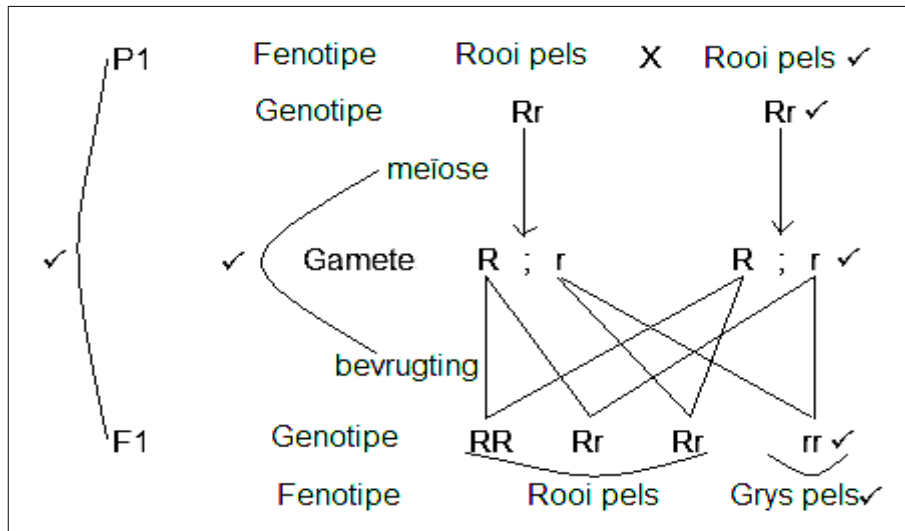 P1 Fenotipe Rooi pels X Rooi pels ✓
Genotipe Rr Rr ✓
meïose
✓ ✓ Gamete R ; r R ; r ✓
bevrugting
F1 Genotipe RR Rr Rr rr ✓
Fenotipe Rooi pels Grys pels ✓